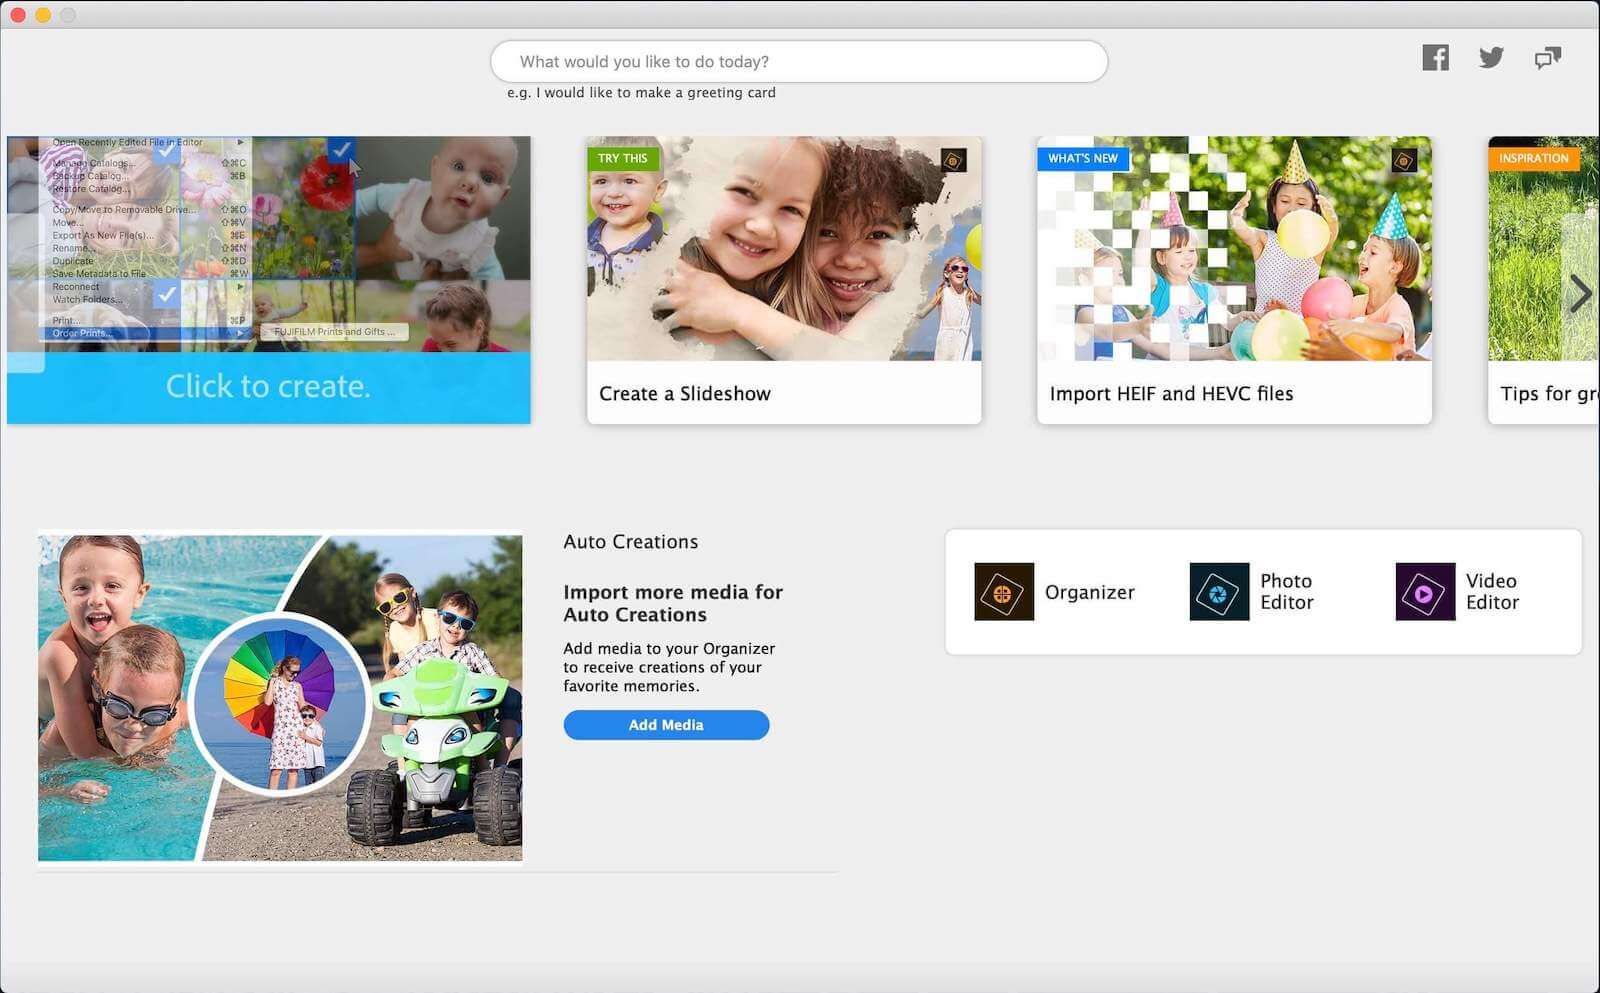 What would you like to do today?
e.g. I would like to make a greeting card
Open Recently Edited File in Editor
Manage Catalogs... ⇧⌘C
Backup Catalog... ⌘B
Restore Catalog...
Copy/Move to Removable Drive... ⇧⌘O
Move... ⇧⌘V
Export As New File(s)... ⌘E
Rename... ⇧⌘N
Duplicate ⇧⌘D
Save Metadata to File ⌘W
Reconnect
Watch Folders...
Print... ⌘P
Order Prints...
FUJIFILM Prints and Gifts ...
Click to create.
TRY THIS
Create a Slideshow
WHAT'S NEW
Import HEIF and HEVC files
INSPIRATION
Tips for gr
Auto Creations
Import more media for
Auto Creations
Add media to your Organizer
to receive creations of your
favorite memories.
Add Media
Organizer
Photo
Editor
Video
Editor